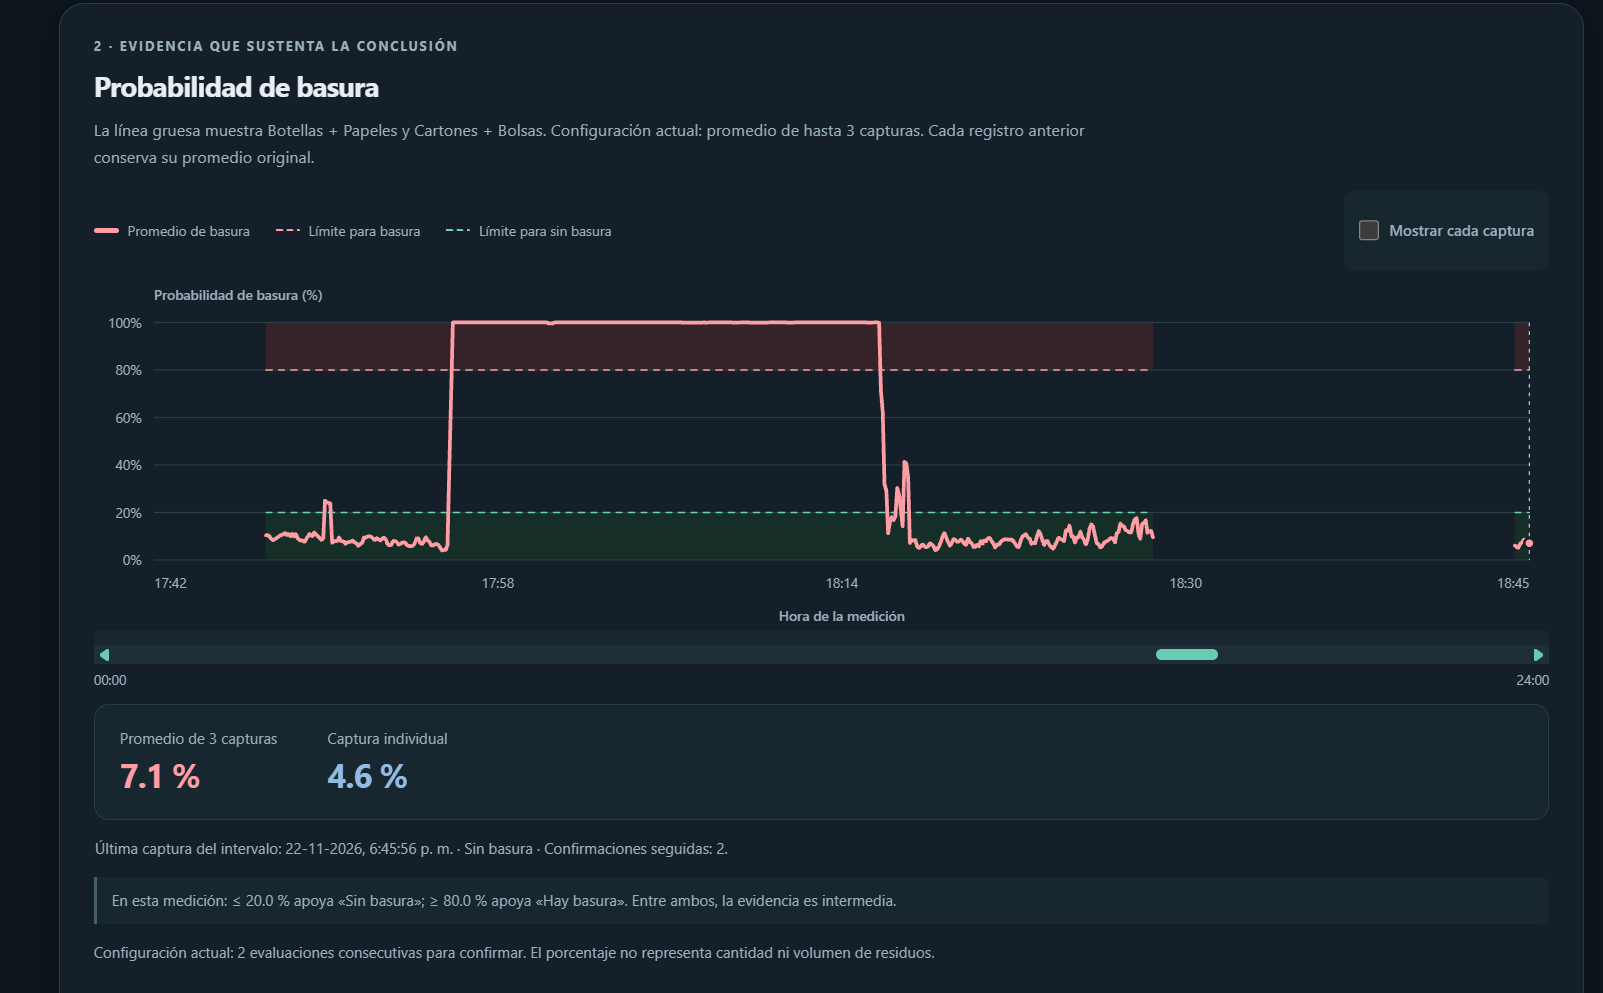 2 · EVIDENCIA QUE SUSTENTA LA CONCLUSIÓN
Probabilidad de basura
La línea gruesa muestra Botellas + Papeles y Cartones + Bolsas. Configuración actual: promedio de hasta 3 capturas. Cada registro anterior
conserva su promedio original.
Promedio de basura
Límite para basura
Límite para sin basura
Mostrar cada captura
Probabilidad de basura (%)
100%
80%
60%
40%
20%
0%
17:42
17:58
18:14
18:30
18:45
Hora de la medición
00:00
24:00
Promedio de 3 capturas
Captura individual
7.1 %
4.6 %
Última captura del intervalo: 22-11-2026, 6:45:56 p. m. · Sin basura · Confirmaciones seguidas: 2.
En esta medición: ≤ 20.0 % apoya «Sin basura»; ≥ 80.0 % apoya «Hay basura». Entre ambos, la evidencia es intermedia.
Configuración actual: 2 evaluaciones consecutivas para confirmar. El porcentaje no representa cantidad ni volumen de residuos.